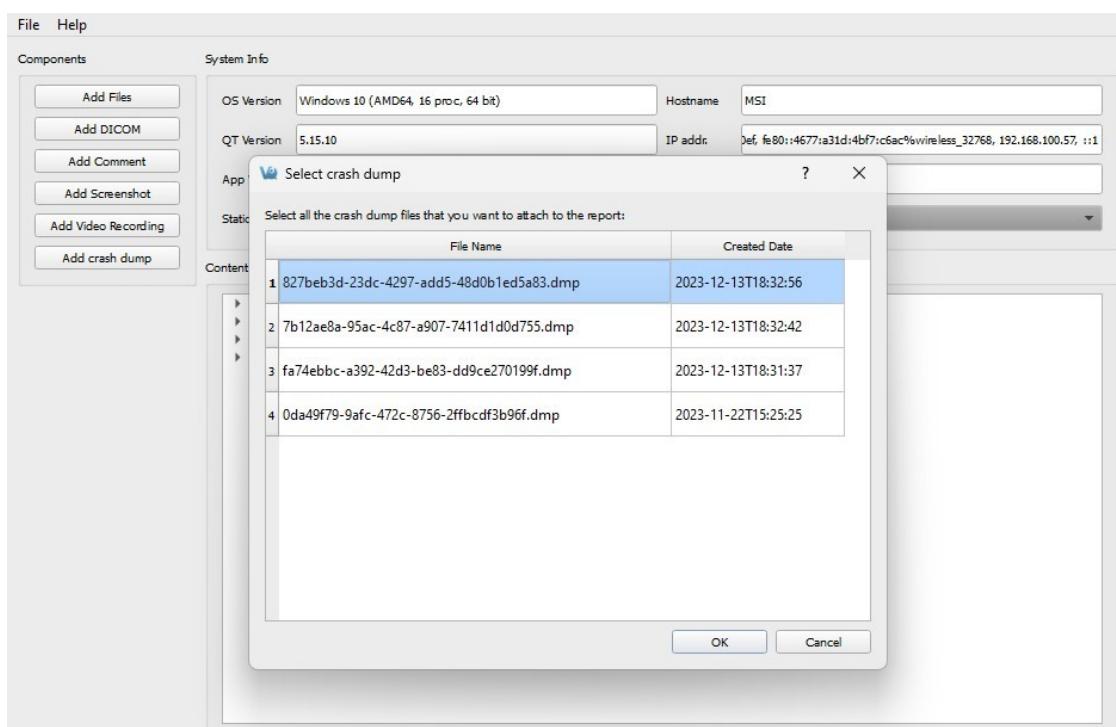 File Help
Components
System Info
Add Files
Add DICOM
Add Comment
Add Screenshot
Add Video Recording
Add crash dump
OS Version Windows 10 (AMD64, 16 proc, 64 bit) Hostname MSI
QT Version 5.15.10 IP addr. 0ef, fe80::4677:a31d:4bf7:c6ac%wireless_32768, 192.168.100.57, ::1
App
Static
Content
Select crash dump ?
Select all the crash dump files that you want to attach to the report:
File Name Created Date
1 827beb3d-23dc-4297-add5-48d0b1ed5a83.dmp 2023-12-13T18:32:56
2 7b12ae8a-95ac-4c87-a907-7411d1d0d755.dmp 2023-12-13T18:32:42
3 fa74ebbc-a392-42d3-be83-dd9ce270199f.dmp 2023-12-13T18:31:37
4 0da49f79-9afc-472c-8756-2ffbcdf3b96f.dmp 2023-11-22T15:25:25
OK Cancel